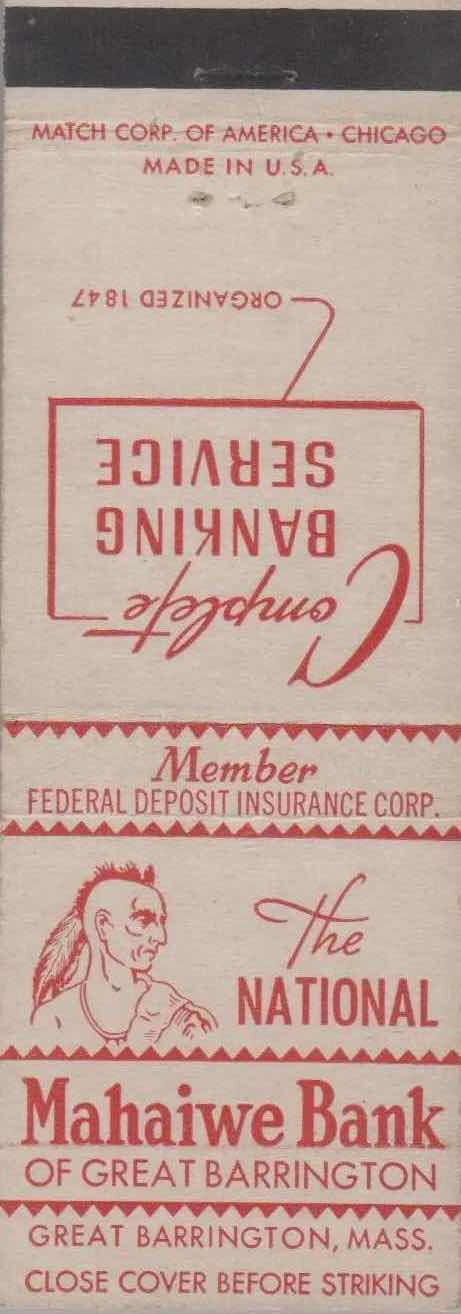 MATCH CORP. OF AMERICA • CHICAGO
MADE IN U.S.A.
Complete
BANKING
SERVICE
ORGANIZED 1847
Member
FEDERAL DEPOSIT INSURANCE CORP.
The
NATIONAL
Mahaiwe Bank
OF GREAT BARRINGTON
GREAT BARRINGTON, MASS.
CLOSE COVER BEFORE STRIKING